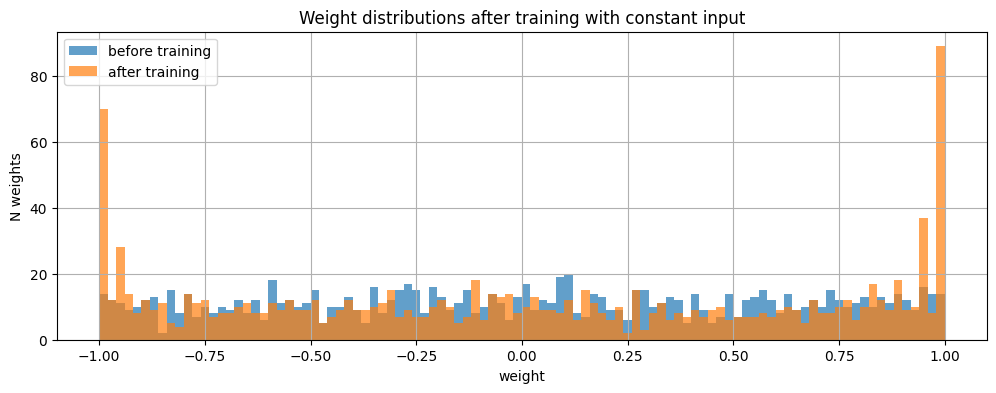 Weight distributions after training with constant input
before training
after training
N weights
80
60
40
20
0
−1.00 −0.75 −0.50 −0.25 0.00 0.25 0.50 0.75 1.00
weight